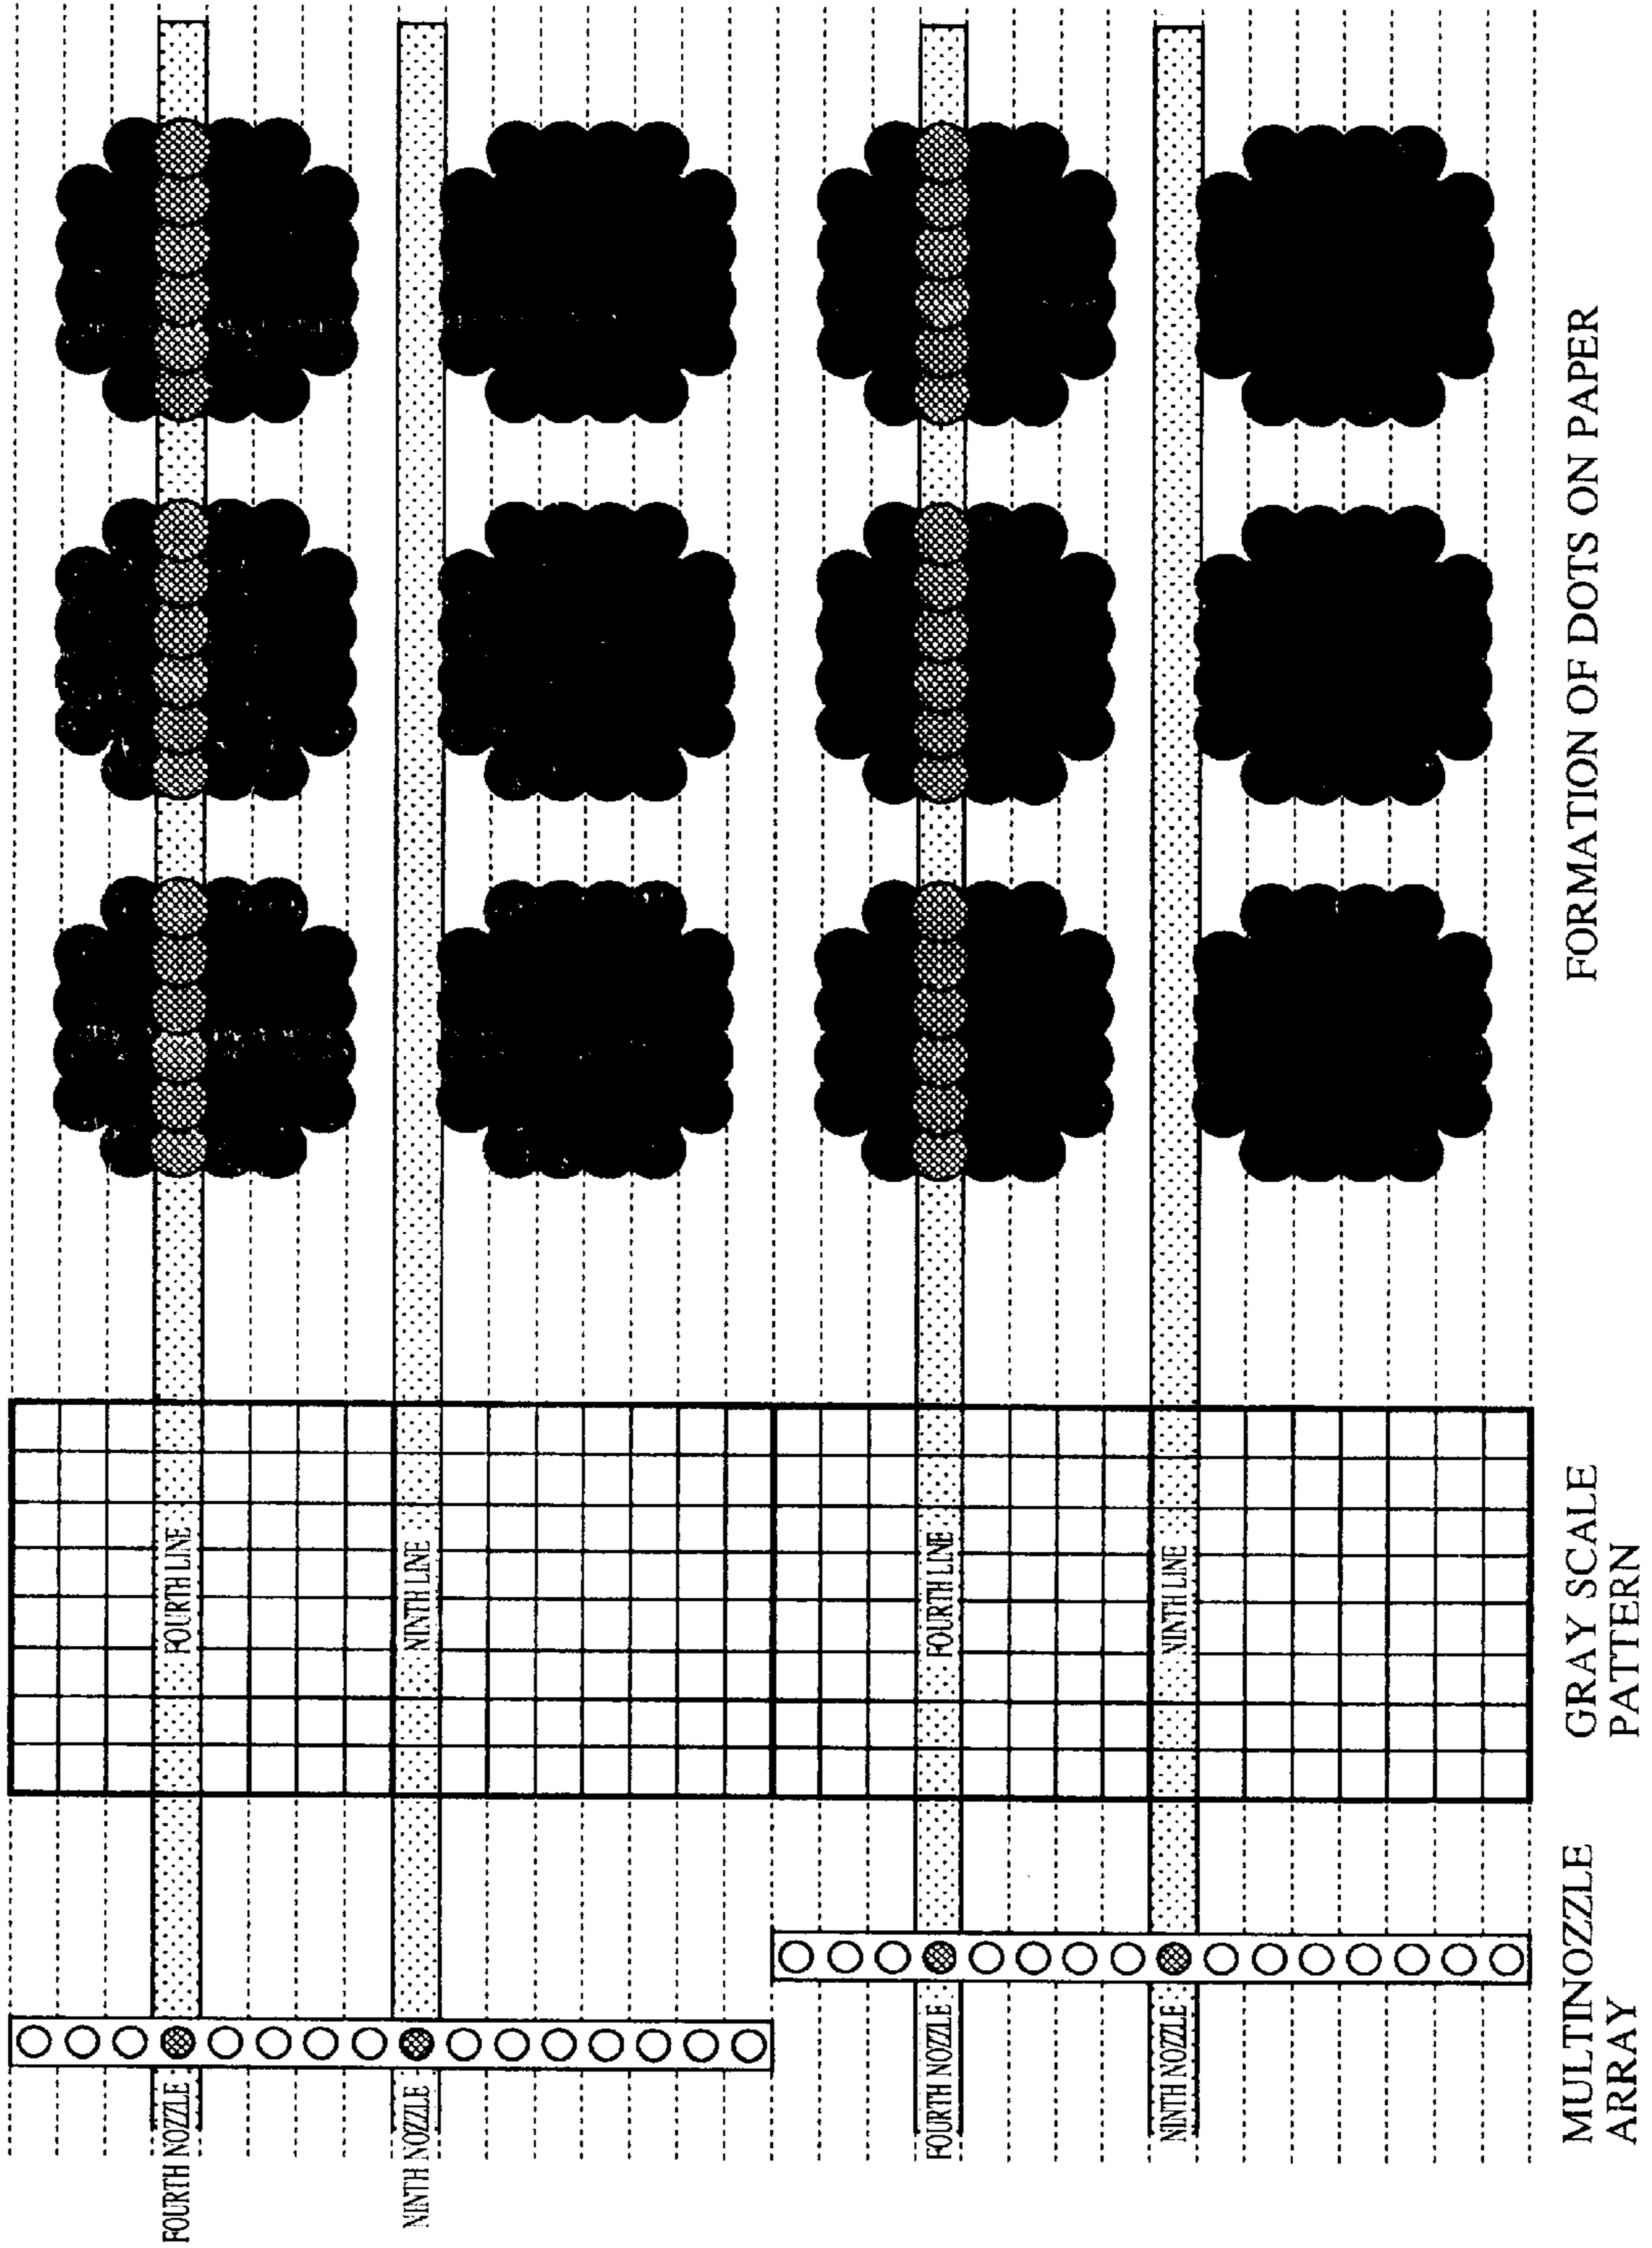 FOURTH NOZZLE
NINTH NOZZLE
FOURTH NOZZLE
NINTH NOZZLE
FOURTH LINE
NINTH LINE
FOURTH LINE
NINTH LINE
MULTINOZZLE
ARRAY
GRAY SCALE
PATTERN
FORMATION OF DOTS ON PAPER